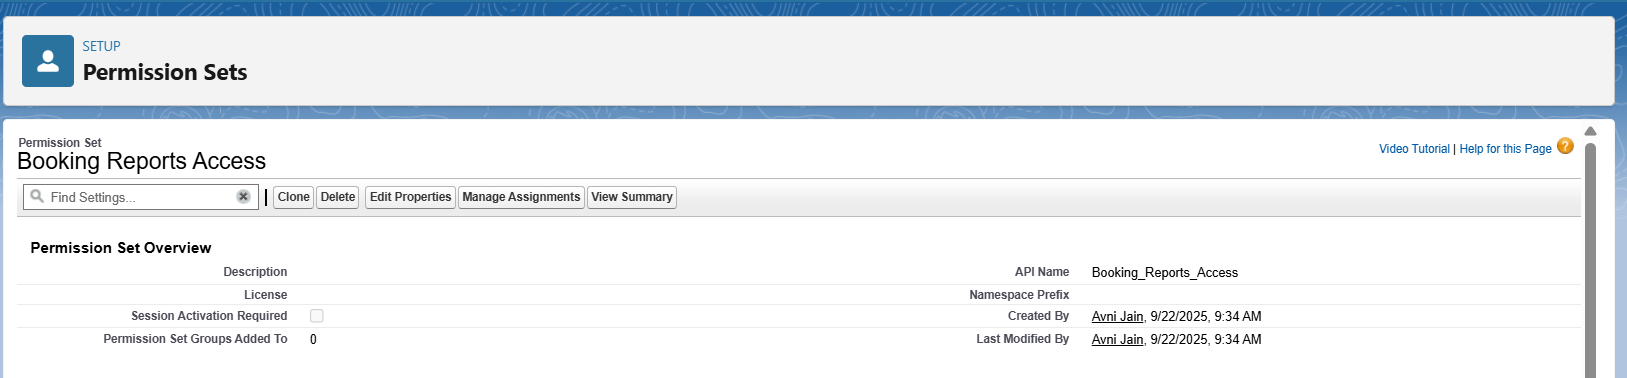 SETUP
Permission Sets
Permission Set
Booking Reports Access
Video Tutorial | Help for this Page ?
Find Settings...
Clone Delete Edit Properties Manage Assignments View Summary
Permission Set Overview
Description
API Name Booking_Reports_Access
License
Namespace Prefix
Session Activation Required
Created By Avni Jain, 9/22/2025, 9:34 AM
Permission Set Groups Added To 0
Last Modified By Avni Jain, 9/22/2025, 9:34 AM